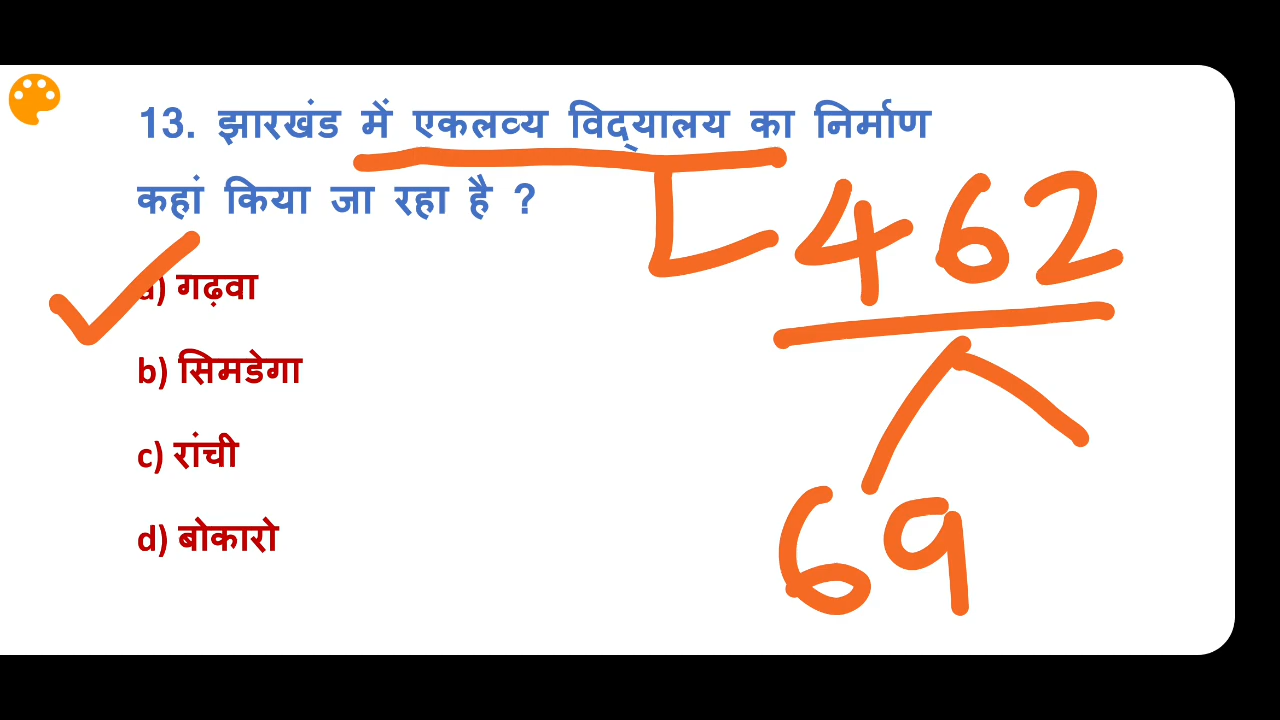 13. झारखंड में एकलव्य विद्यालय का निर्माण
कहां किया जा रहा है ?
462
a) गढ़वा
b) सिमडेगा
c) रांची
69
d) बोकारो